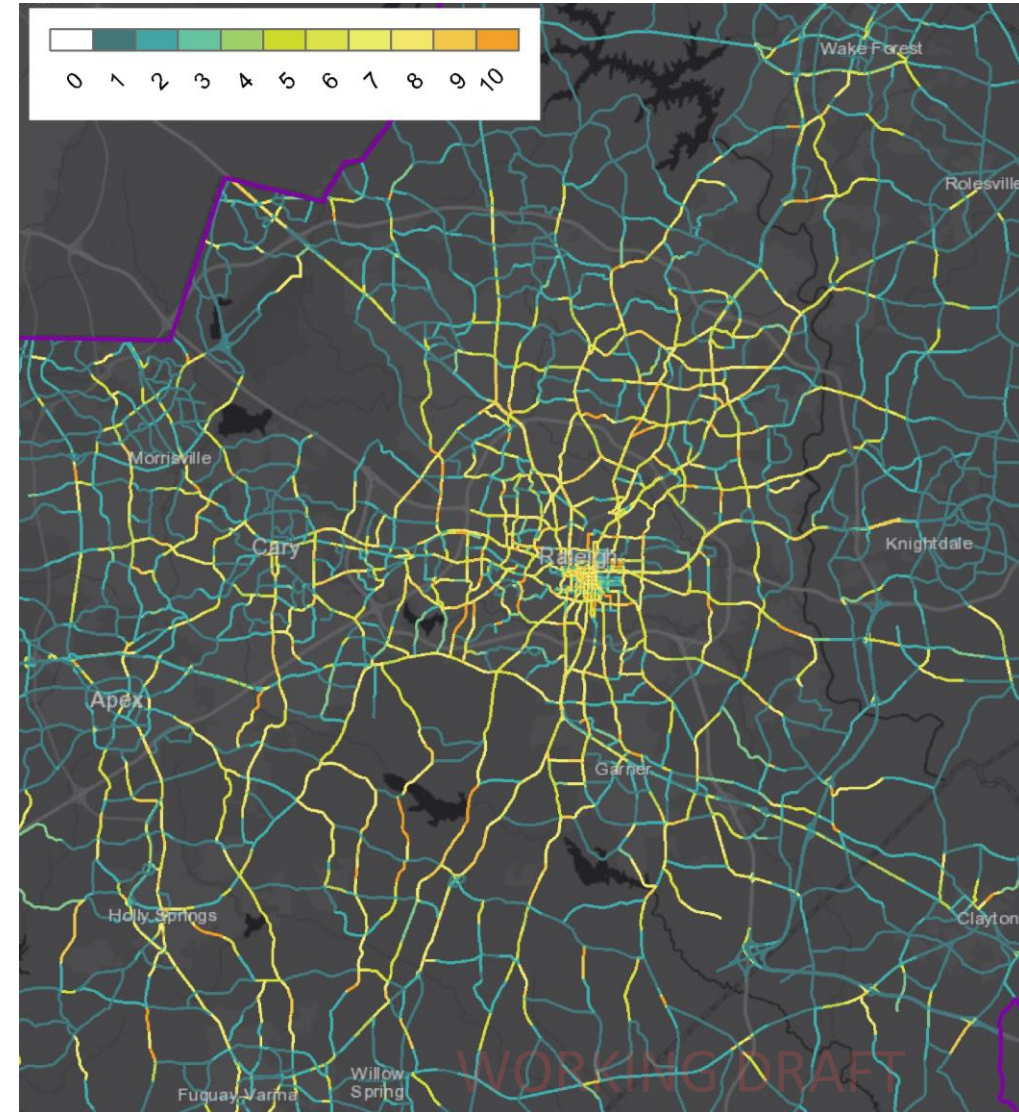 0 1 2 3 4 5 6 7 8 9 10
Wake Forest
Rolesville
Morrisville
Cary
Raleigh
Knightdale
Apex
Garner
Holly Springs
Clayton
Willow
Spring
Fuquay-Varina
WORKING DRAFT